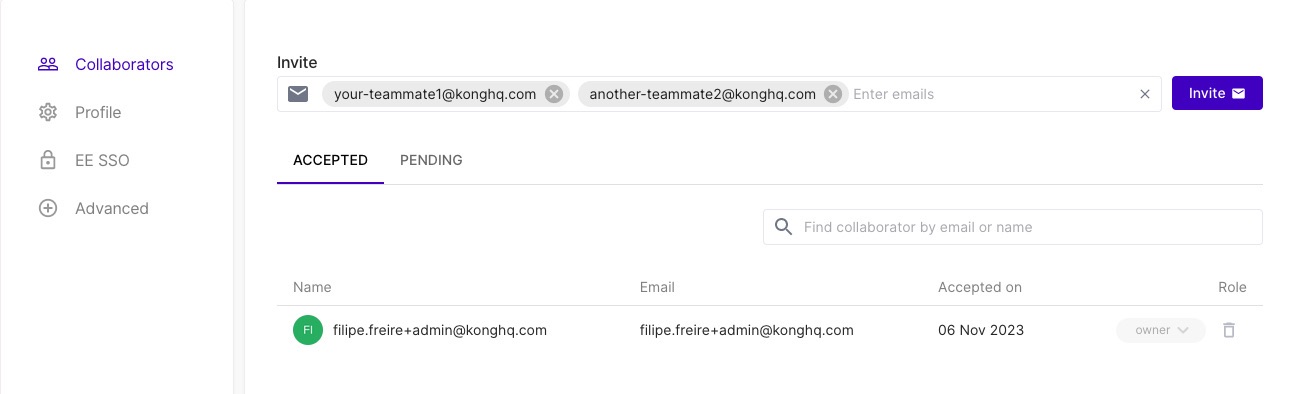 Collaborators
Profile
EE SSO
Advanced
Invite
your-teammate1@konghq.com another-teammate2@konghq.com Enter emails
Invite
ACCEPTED PENDING
Find collaborator by email or name
Name Email Accepted on Role
FI filipe.freire+admin@konghq.com filipe.freire+admin@konghq.com 06 Nov 2023 owner